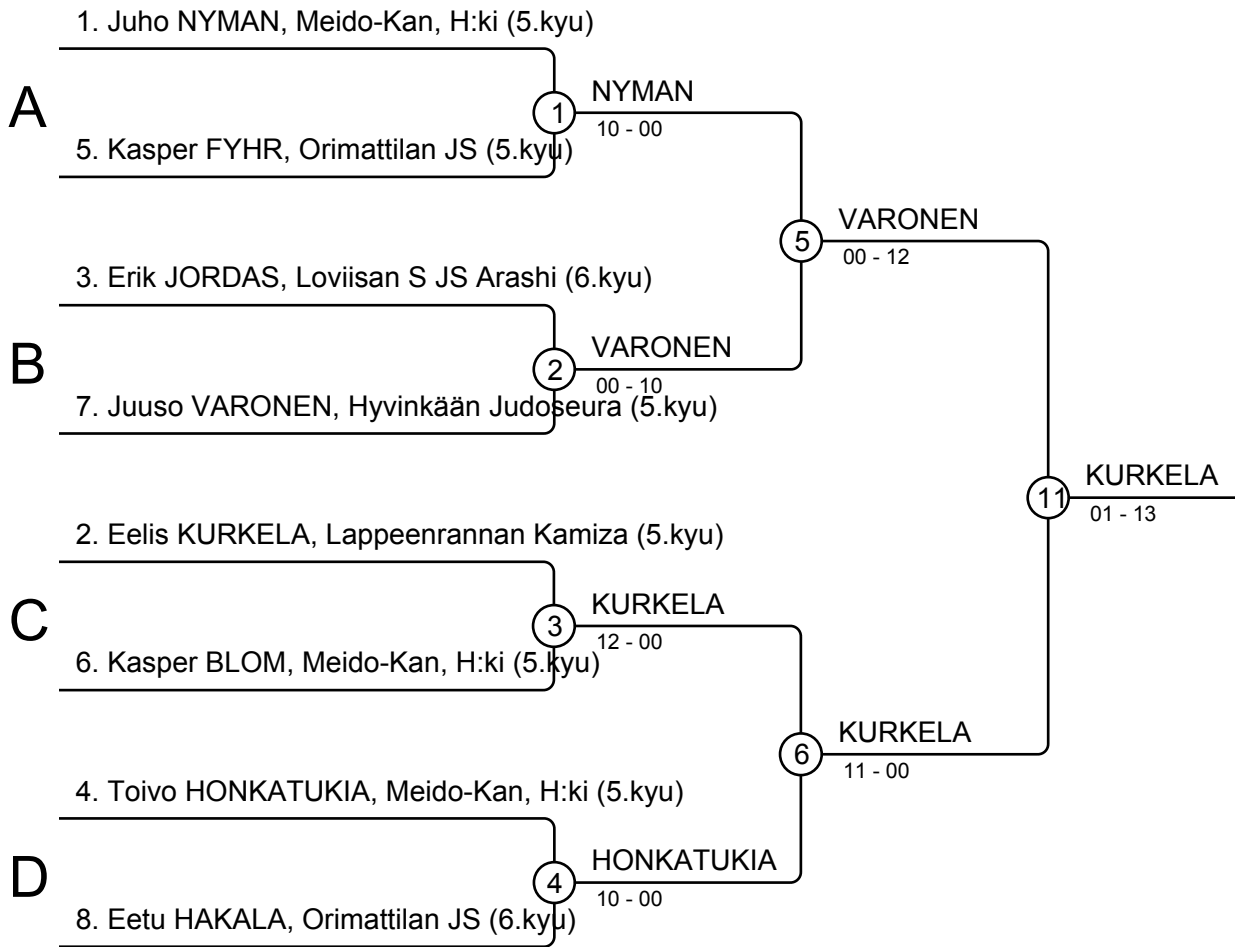 1. Juho NYMAN, Meido-Kan, H:ki (5.kyu)
A
1
NYMAN
10 - 00
5. Kasper FYHR, Orimattilan JS (5.kyu)
5
VARONEN
00 - 12
3. Erik JORDAS, Loviisan S JS Arashi (6.kyu)
B
2
VARONEN
00 - 10
7. Juuso VARONEN, Hyvinkään Judoseura (5.kyu)
11
KURKELA
01 - 13
2. Eelis KURKELA, Lappeenrannan Kamiza (5.kyu)
C
3
KURKELA
12 - 00
6. Kasper BLOM, Meido-Kan, H:ki (5.kyu)
6
KURKELA
11 - 00
4. Toivo HONKATUKIA, Meido-Kan, H:ki (5.kyu)
D
4
HONKATUKIA
10 - 00
8. Eetu HAKALA, Orimattilan JS (6.kyu)